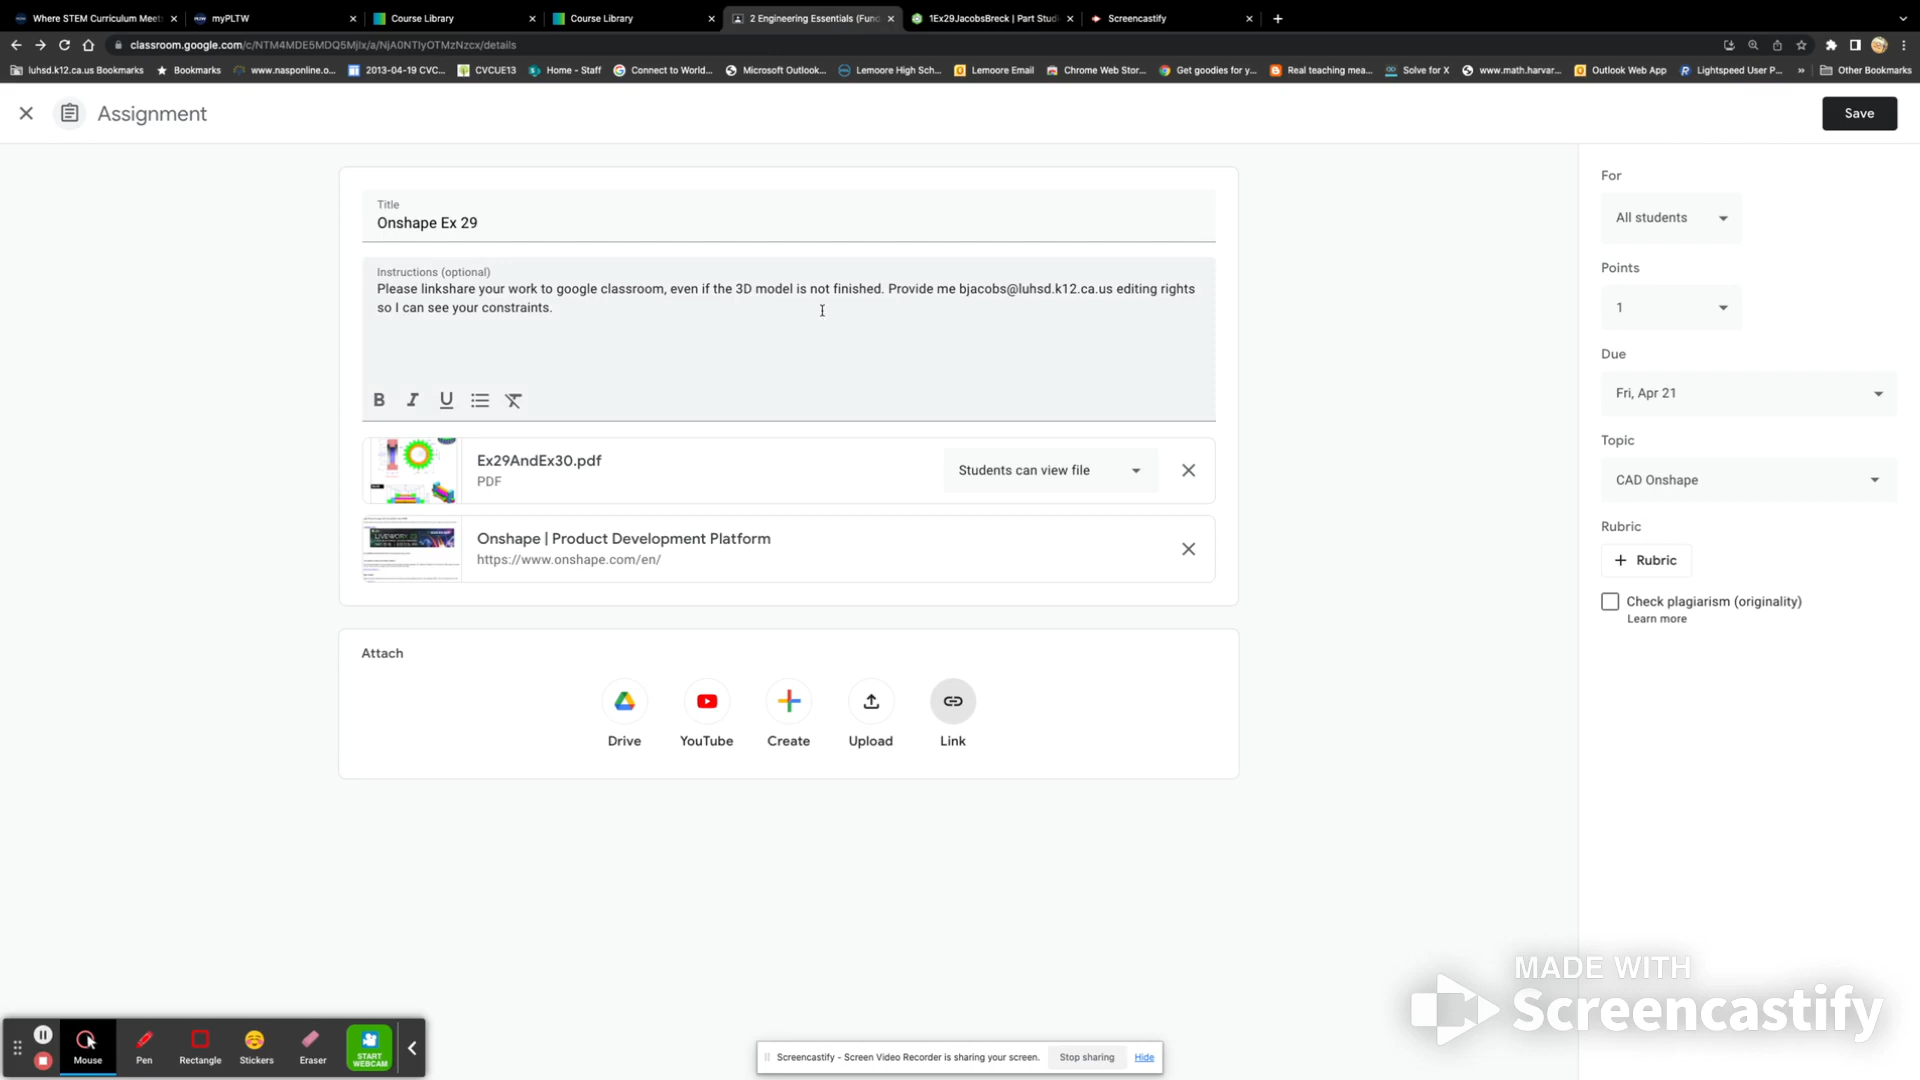 Where STEM Curriculum Meet
myPLTW
Course Library
Course Library
2 Engineering Essentials (Fund
1Ex29JacobsBreck | Part Studi
Screencastify
classroom.google.com/c/NTM4MDE5MDQ5Mjlx/a/NjA0NTIyOTMzNzcx/details
luhsd.k12.ca.us Bookmarks
Bookmarks
www.nasponline.o...
2013-04-19 CVC...
CVCUE13
Home - Staff
Connect to World...
Microsoft Outlook...
Lemoore High Sch...
Lemoore Email
Chrome Web Stor...
Get goodies for y...
Real teaching mea...
Solve for X
www.math.harvar...
Outlook Web App
Lightspeed User P...
»
Other Bookmarks
Assignment
Save
Title
Onshape Ex 29
Instructions (optional)
Please linkshare your work to google classroom, even if the 3D model is not finished. Provide me bjacobs@luhsd.k12.ca.us editing rights
so I can see your constraints.
B I U
Ex29AndEx30.pdf
PDF
Students can view file
Onshape | Product Development Platform
https://www.onshape.com/en/
Attach
Drive
YouTube
Create
Upload
Link
For
All students
Points
1
Due
Fri, Apr 21
Topic
CAD Onshape
Rubric
Rubric
Check plagiarism (originality)
Learn more
MADE WITH
Screencastify
Mouse
Pen
Rectangle
Stickers
Eraser
START
WEBCAM
Screencastify - Screen Video Recorder is sharing your screen.
Stop sharing
Hide